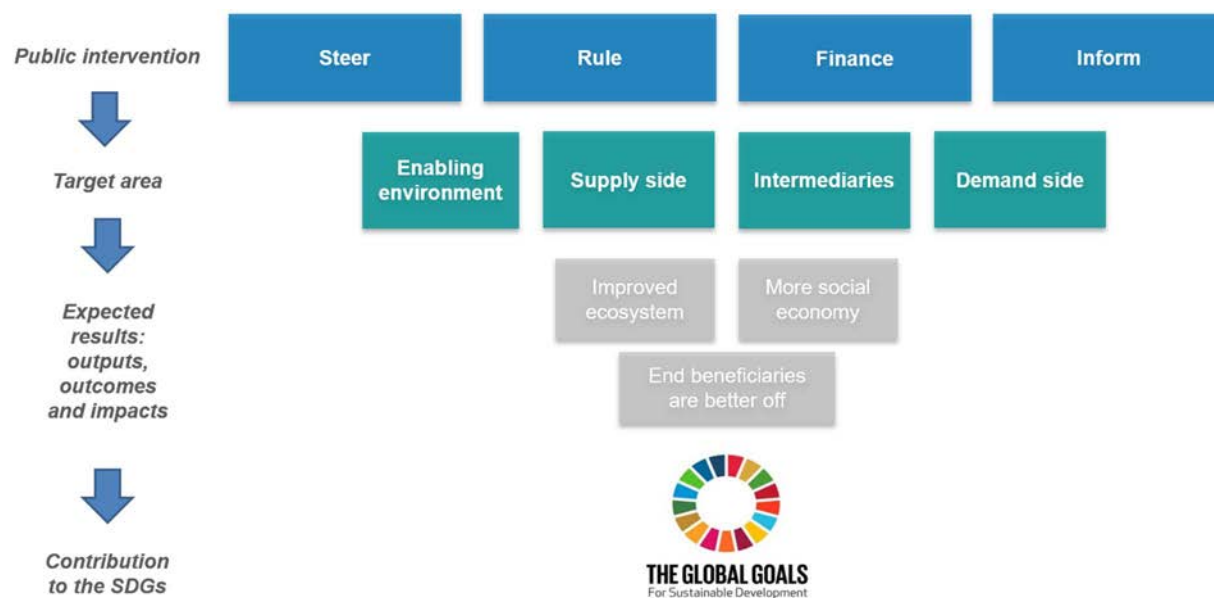 Public intervention
Steer
Rule
Finance
Inform
Target area
Enabling
environment
Supply side
Intermediaries
Demand side
Expected
results:
outputs,
outcomes
and impacts
Improved
ecosystem
More social
economy
End beneficiaries
are better off
Contribution
to the SDGs
THE GLOBAL GOALS
For Sustainable Development